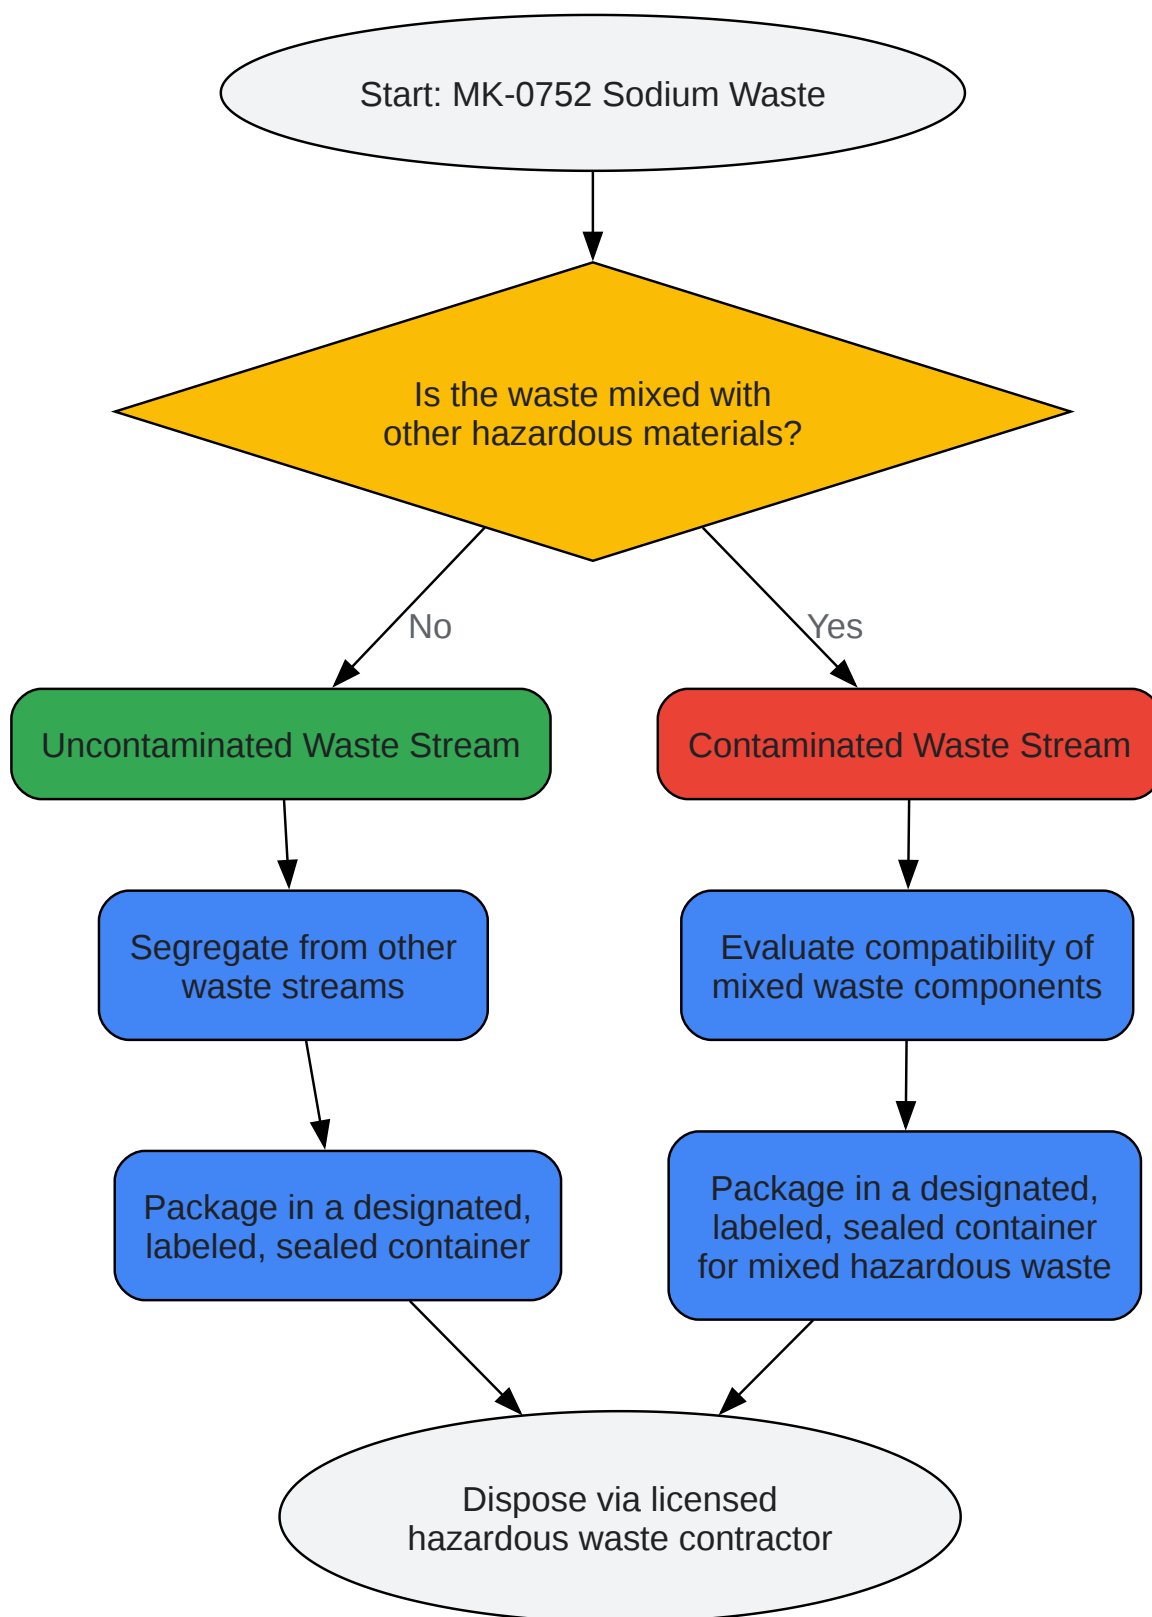 Start: MK-0752 Sodium Waste
Is the waste mixed with
other hazardous materials?
No
Yes
Uncontaminated Waste Stream
Contaminated Waste Stream
Segregate from other
waste streams
Evaluate compatibility of
mixed waste components
Package in a designated,
labeled, sealed container
Package in a designated,
labeled, sealed container
for mixed hazardous waste
Dispose via licensed
hazardous waste contractor